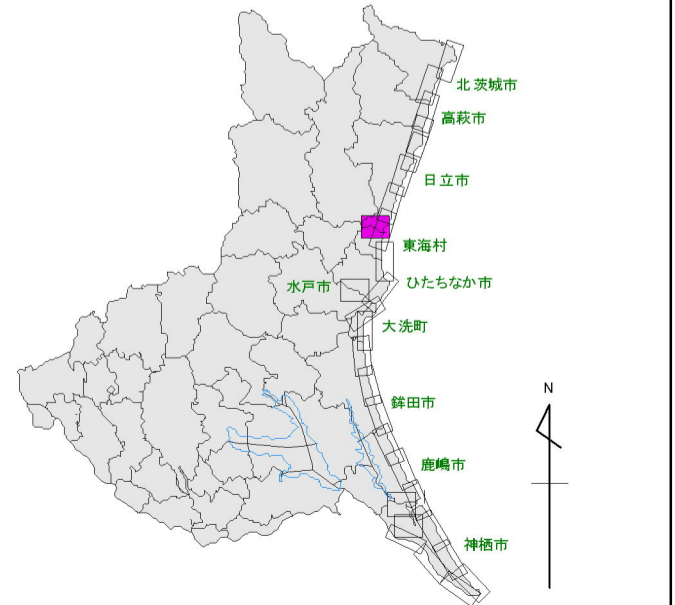 北茨城市
高萩市
日立市
東海村
ひたちなか市
水戸市
大洗町
N
鉾田市
鹿嶋市
神栖市